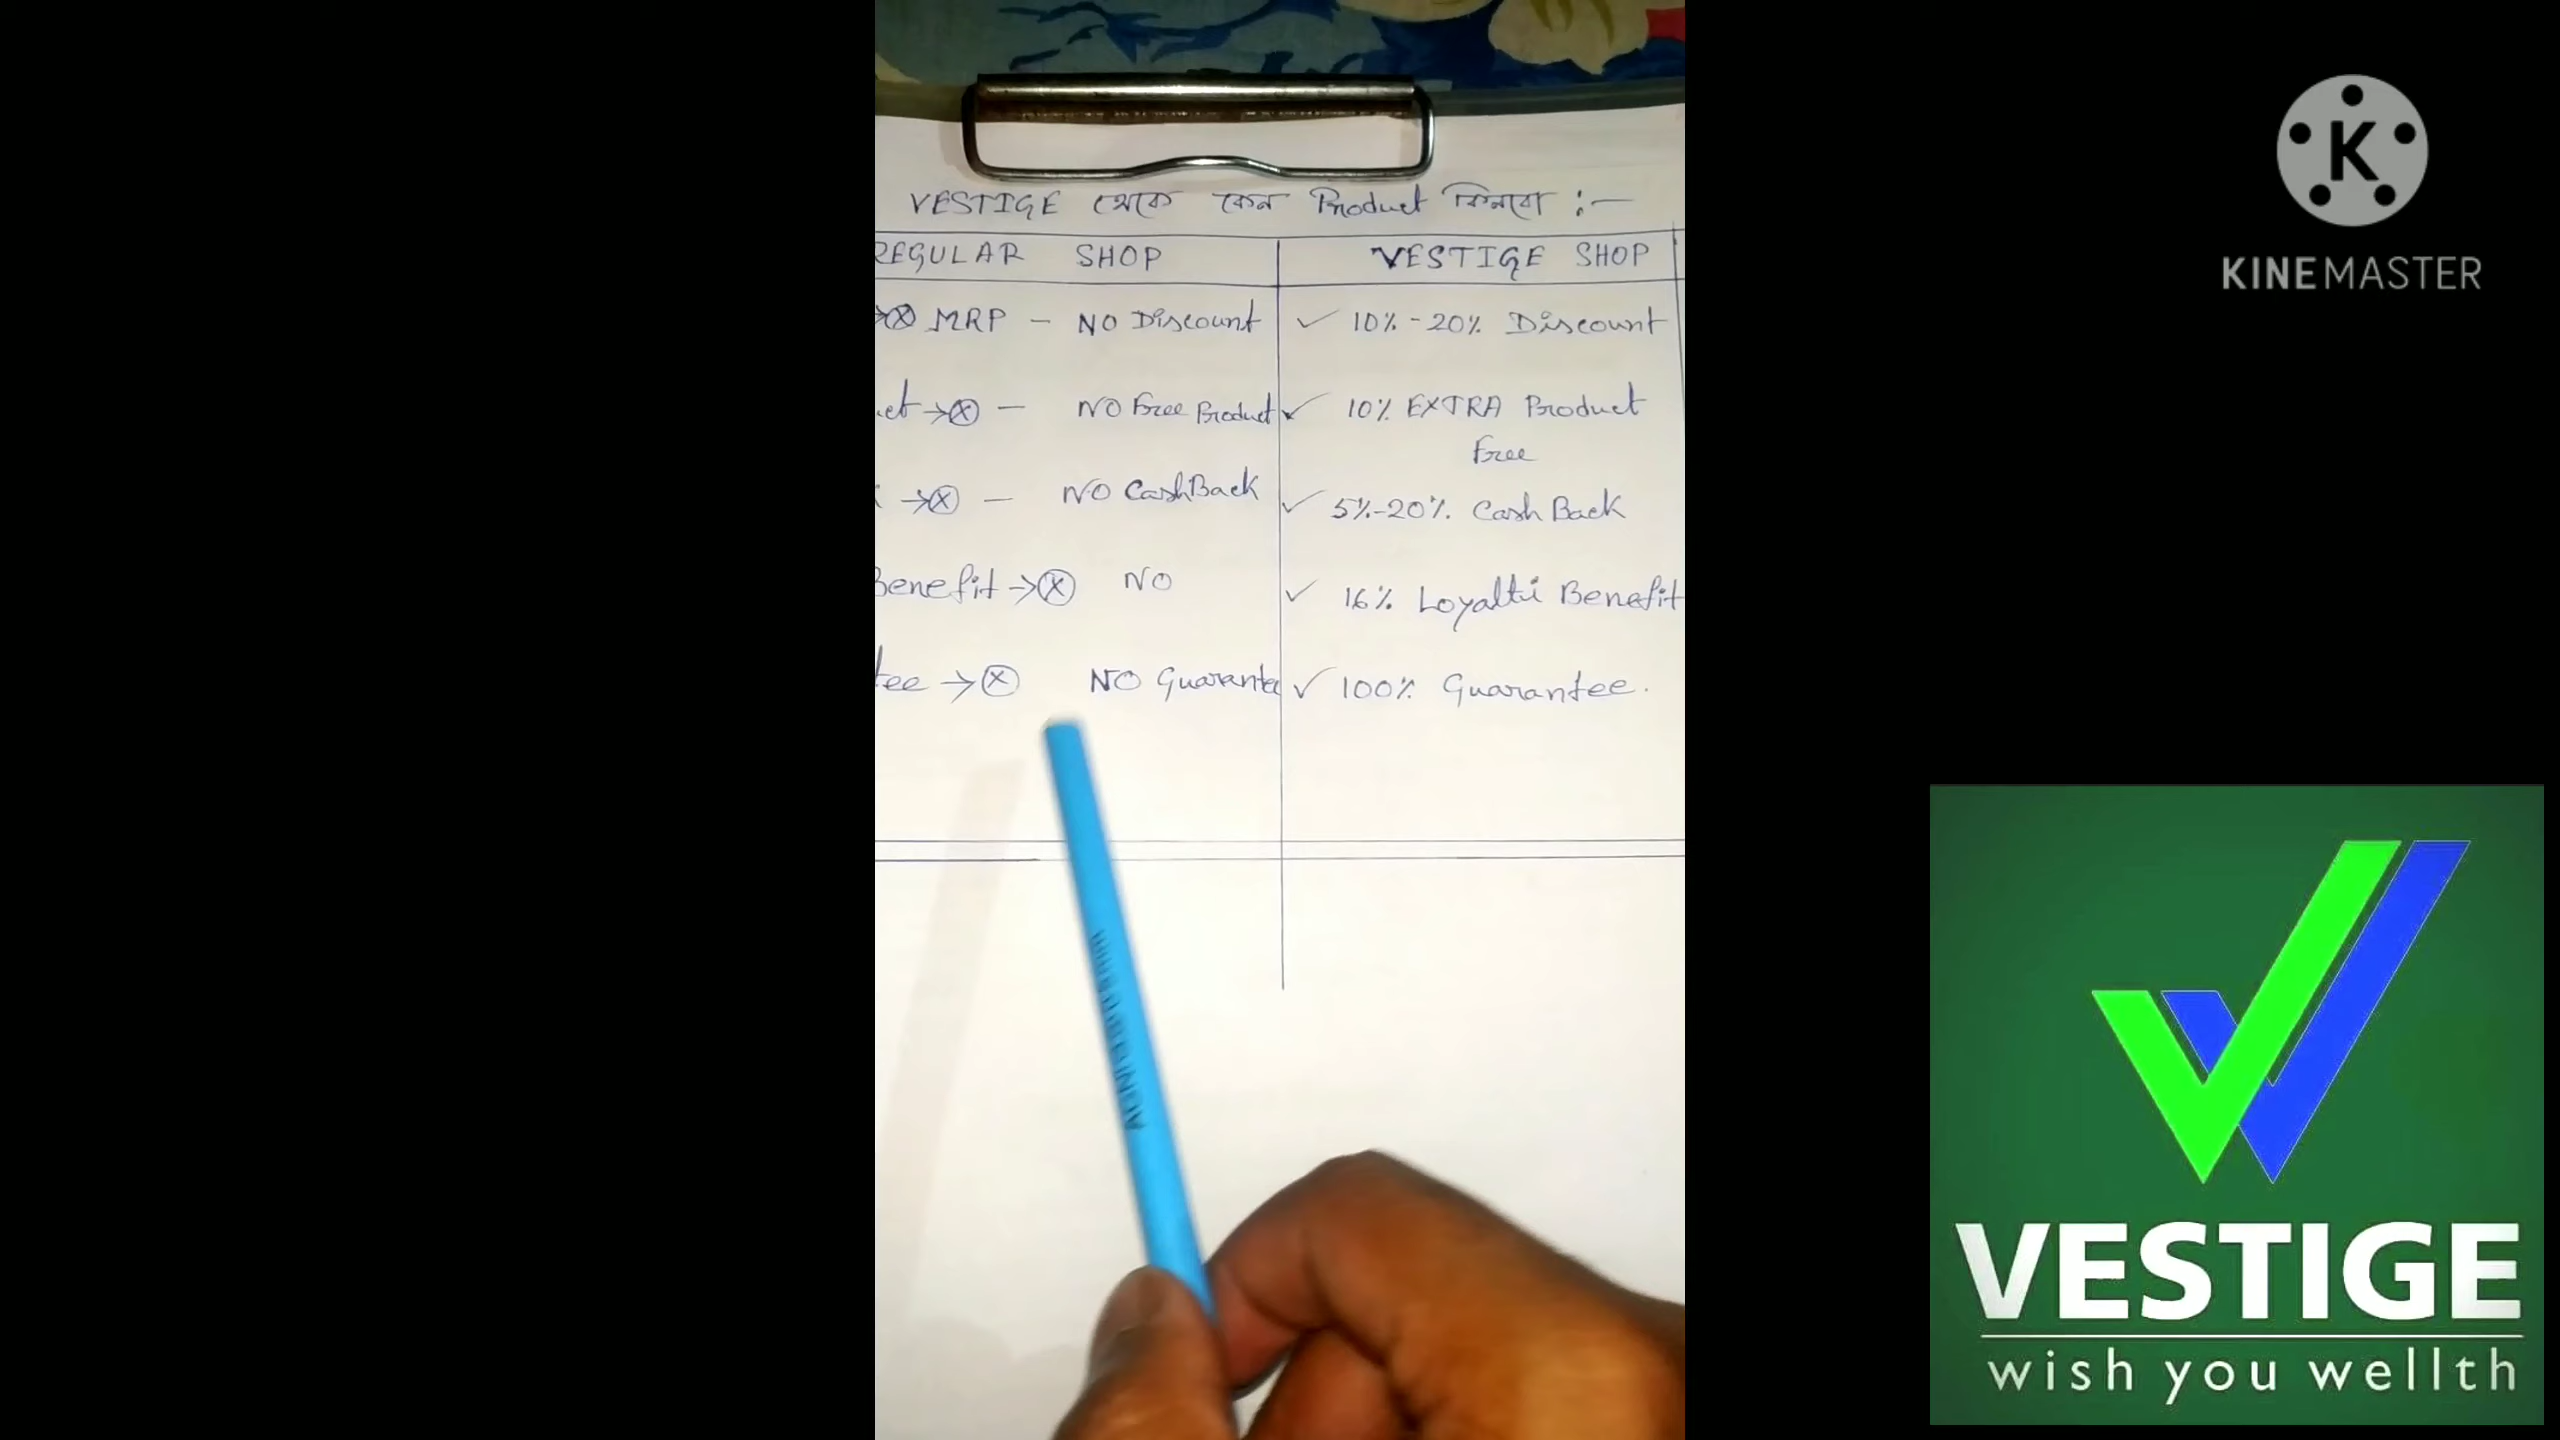 VESTIGE থেকে কেন Product কিনবো :—
REGULAR SHOP
VESTIGE SHOP
→ⓧ MRP – NO Discount
✓ 10% - 20% Discount
ct →ⓧ – NO Free Product
✓ 10% EXTRA Product
Free
→ⓧ – NO CashBack
✓ 5%-20% Cash Back
Benefit →ⓧ NO
✓ 16% Loyalti Benefit
tee →ⓧ NO Guarantee
✓ 100% Guarantee.
K
KINEMASTER
VESTIGE
wish you wellth